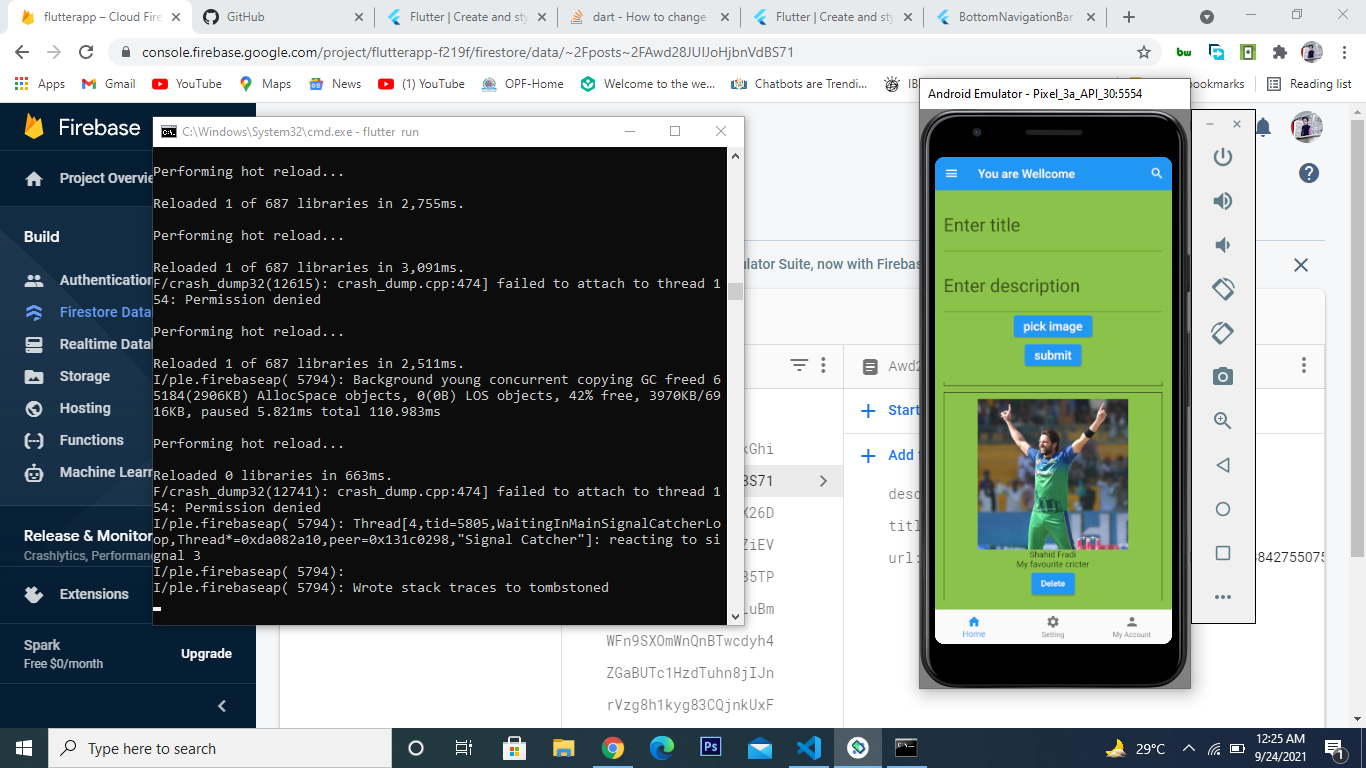 flutterapp – Cloud Fire
GitHub
Flutter | Create and sty
dart - How to change
Flutter | Create and sty
BottomNavigationBar
console.firebase.google.com/project/flutterapp-f219f/firestore/data/~2Fposts~2FAwd28JUIJoHjbnVdBS71
Apps
Gmail
YouTube
Maps
News
(1) YouTube
OPF-Home
Welcome to the we...
Chatbots are Trendi...
IB
bookmarks
Reading list
Firebase
Project Overvie
Build
Authentication
Firestore Data
Realtime Datal
Storage
Hosting
Functions
Machine Learn
Release & Monitor
Crashlytics, Performanc
Extensions
Spark
Free $0/month
Upgrade
C:\Windows\System32\cmd.exe - flutter run
Performing hot reload...
Reloaded 1 of 687 libraries in 2,755ms.
Performing hot reload...
Reloaded 1 of 687 libraries in 3,091ms.
F/crash_dump32(12615): crash_dump.cpp:474] failed to attach to thread 1
54: Permission denied
Performing hot reload...
Reloaded 1 of 687 libraries in 2,511ms.
I/ple.firebaseap( 5794): Background young concurrent copying GC freed 6
5184(2906KB) AllocSpace objects, 0(0B) LOS objects, 42% free, 3970KB/69
16KB, paused 5.821ms total 110.983ms
Performing hot reload...
Reloaded 0 libraries in 663ms.
F/crash_dump32(12741): crash_dump.cpp:474] failed to attach to thread 1
54: Permission denied
I/ple.firebaseap( 5794): Thread[4,tid=5805,WaitingInMainSignalCatcherLo
op,Thread*=0xda082a10,peer=0x131c0298,"Signal Catcher"]: reacting to si
gnal 3
I/ple.firebaseap( 5794):
I/ple.firebaseap( 5794): Wrote stack traces to tombstoned
ulator Suite, now with Fireba
Awd2
Start
Add
desc
titl
url:
8842755075
kGhi
BS71
X26D
ZiEV
B5TP
LuBm
WFn9SXOmWnQnBTwcdyh4
ZGaBUTc1HzdTuhn8jIJn
rVzg8h1kyg83CQjnkUxF
Android Emulator - Pixel_3a_API_30:5554
You are Wellcome
Enter title
Enter description
pick image
submit
Shahid Fradi
My favourite cricter
Delete
Home
Setting
My Account
Type here to search
29°C
12:25 AM
9/24/2021
1